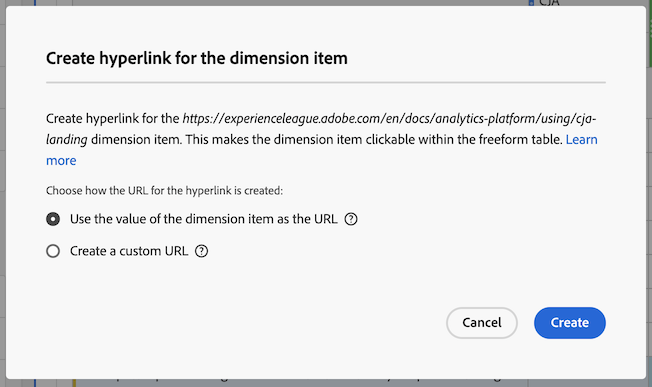 CJA
Create hyperlink for the dimension item
Create hyperlink for the https://experienceleague.adobe.com/en/docs/analytics-platform/using/cja-
landing dimension item. This makes the dimension item clickable within the freeform table. Learn
more
Choose how the URL for the hyperlink is created:
Use the value of the dimension item as the URL
Create a custom URL
Cancel
Create